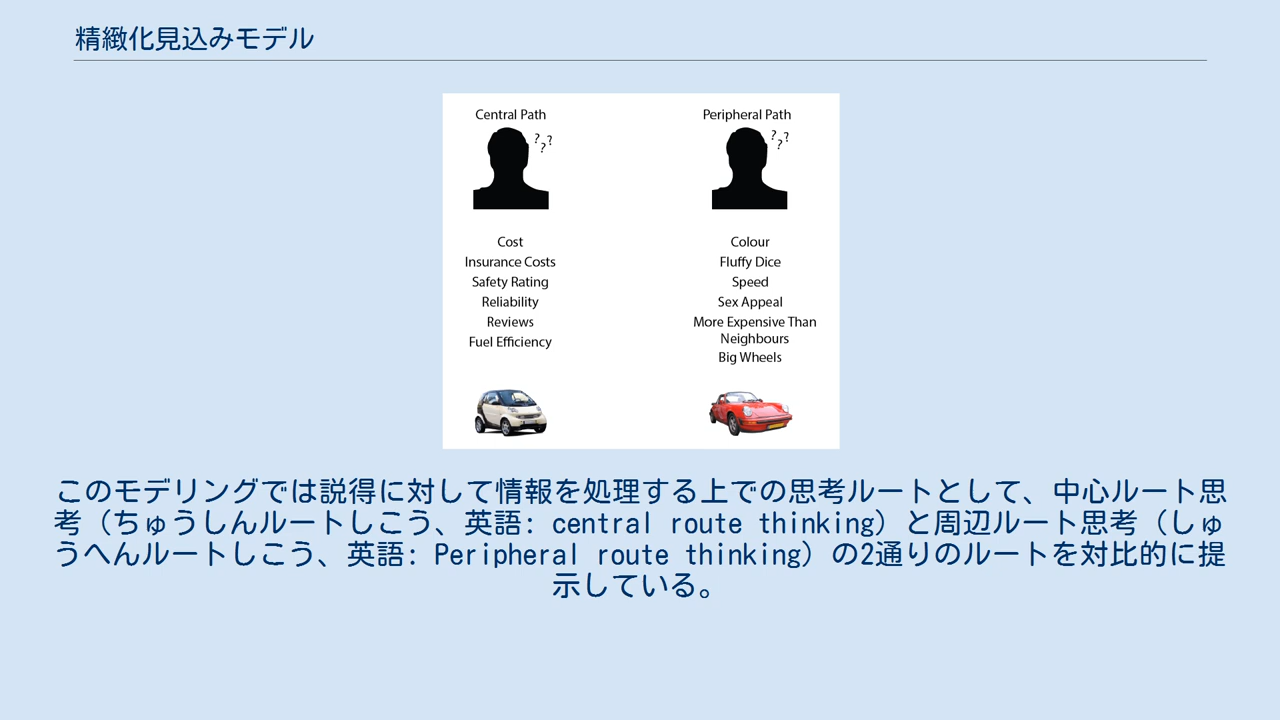 精緻化見込みモデル
Central Path
Peripheral Path
???
???
Cost
Insurance Costs
Safety Rating
Reliability
Reviews
Fuel Efficiency
Colour
Fluffy Dice
Speed
Sex Appeal
More Expensive Than
Neighbours
Big Wheels
このモデリングでは説得に対して情報を処理する上での思考ルートとして、中心ルート思
考（ちゅうしんルートしこう、英語: central route thinking）と周辺ルート思考（しゅ
うへんルートしこう、英語: Peripheral route thinking）の2通りのルートを対比的に提
示している。